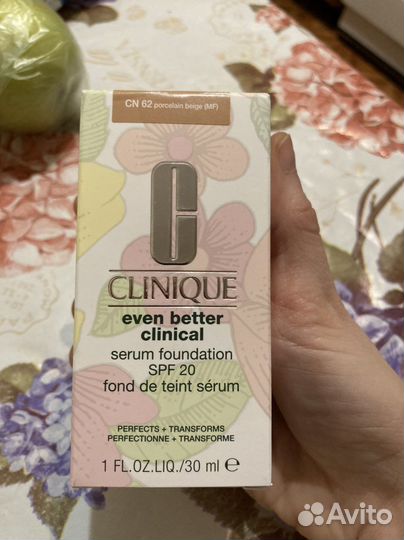 CN 62 porcelain beige (MF)
C
CLINIQUE
even better
clinical
serum foundation
SPF 20
fond de teint sérum
PERFECTS + TRANSFORMS
PERFECTIONNE + TRANSFORME
1 FL.OZ.LIQ./30 ml ℮
Avito